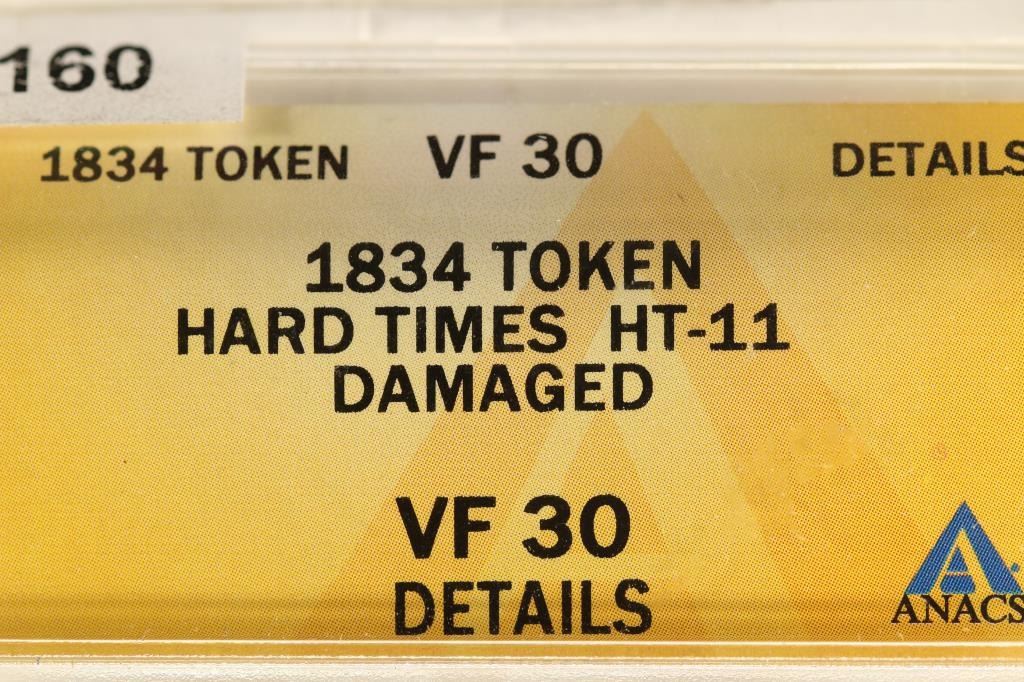 160
1834 TOKEN VF 30 DETAILS
1834 TOKEN
HARD TIMES HT-11
DAMAGED
VF 30
DETAILS
ANACS